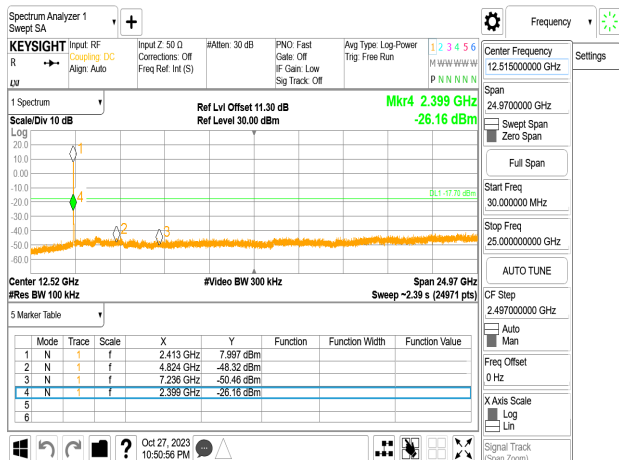 Spectrum Analyzer 1
Swept SA
Frequency
KEYSIGHT
R
LNI
Input: RF
Coupling: DC
Align: Auto
Input Z: 50 Ω
Corrections: Off
Freq Ref: Int (S)
#Atten: 30 dB
PNO: Fast
Gate: Off
IF Gain: Low
Sig Track: Off
Avg Type: Log-Power
Trig: Free Run
1 2 3 4 5 6
M W W W W W
P N N N N N
1 Spectrum
Scale/Div 10 dB
Log
Ref Lvl Offset 11.30 dB
Ref Level 30.00 dBm
Mkr4 2.399 GHz
-26.16 dBm
20.0
10.0
0.00
-10.0
-20.0
-30.0
-40.0
-50.0
-60.0
1
4
2
3
DL1 -17.70 dBm
Center 12.52 GHz
#Res BW 100 kHz
#Video BW 300 kHz
Span 24.97 GHz
Sweep ~2.39 s (24971 pts)
5 Marker Table
Mode Trace Scale X Y Function Function Width Function Value
1 N 1 f 2.413 GHz 7.997 dBm
2 N 1 f 4.824 GHz -48.32 dBm
3 N 1 f 7.236 GHz -50.46 dBm
4 N 1 f 2.399 GHz -26.16 dBm
5
6
?
Oct 27, 2023
10:50:56 PM
Center Frequency
12.515000000 GHz
Settings
Span
24.9700000 GHz
Swept Span
Zero Span
Full Span
Start Freq
30.000000 MHz
Stop Freq
25.000000000 GHz
AUTO TUNE
CF Step
2.497000000 GHz
Auto
Man
Freq Offset
0 Hz
X Axis Scale
Log
Lin
Signal Track
(Span Zoom)